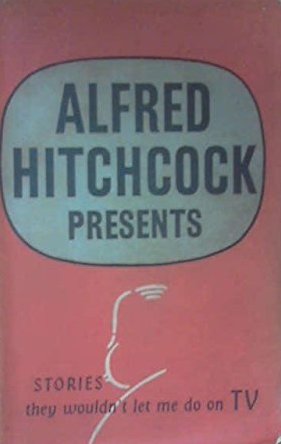 ALFRED
HITCHCOCK
PRESENTS
STORIES
they wouldn't let me do on TV